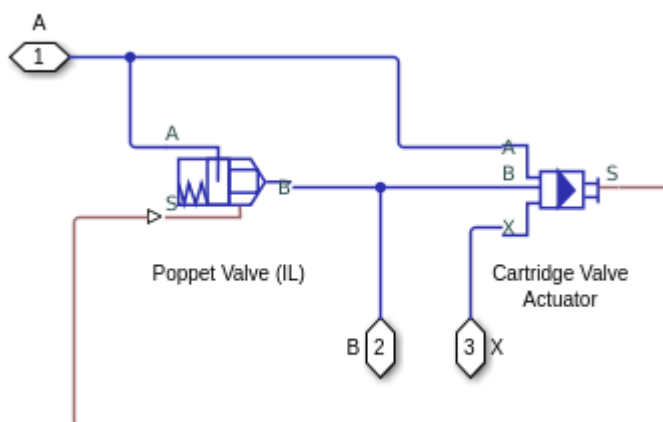 A
1
A
A
B
B
S
S
X
Poppet Valve (IL)
Cartridge Valve
Actuator
B 2
3 X